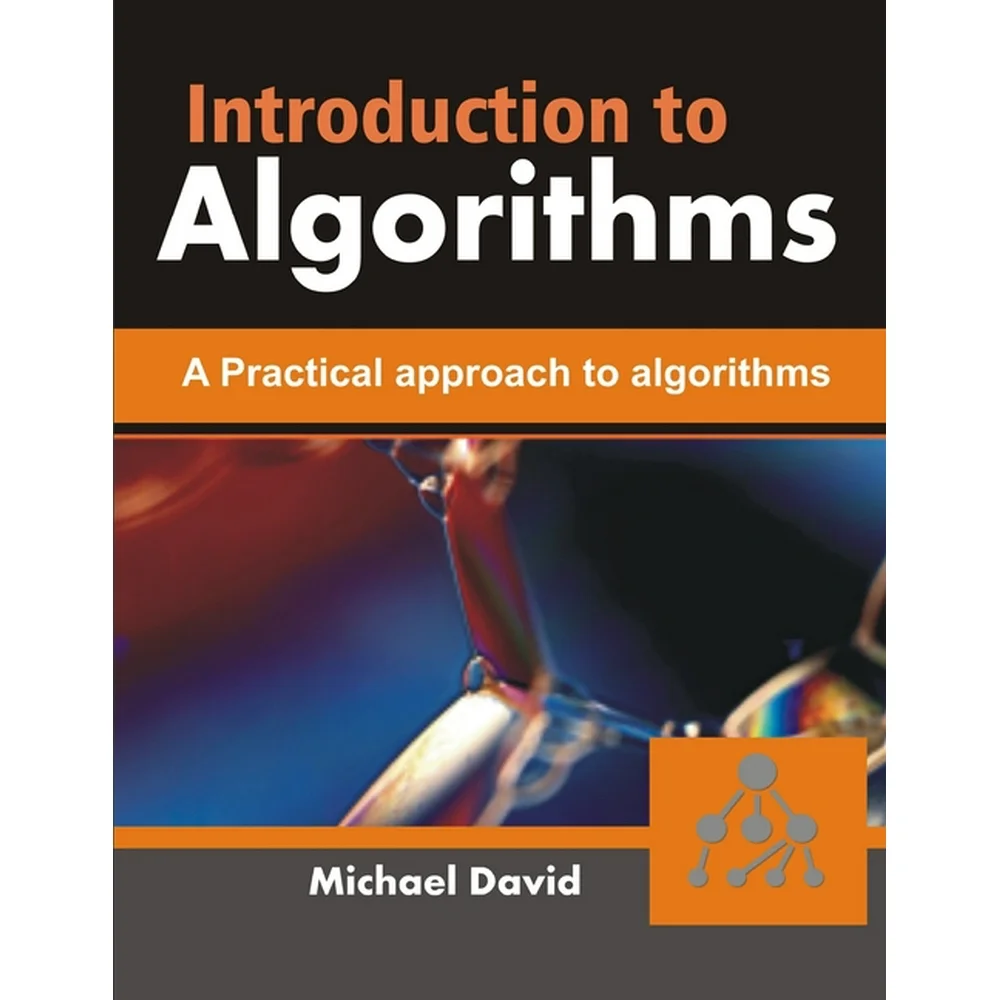 Introduction to
Algorithms
A Practical approach to algorithms
Michael David